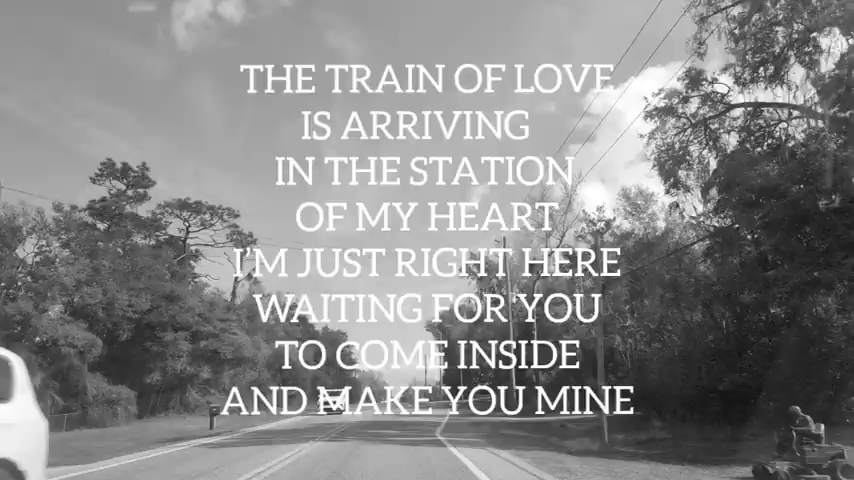 THE TRAIN OF LOVE
IS ARRIVING
IN THE STATION
OF MY HEART
I'M JUST RIGHT HERE
WAITING FOR YOU
TO COME INSIDE
AND MAKE YOU MINE